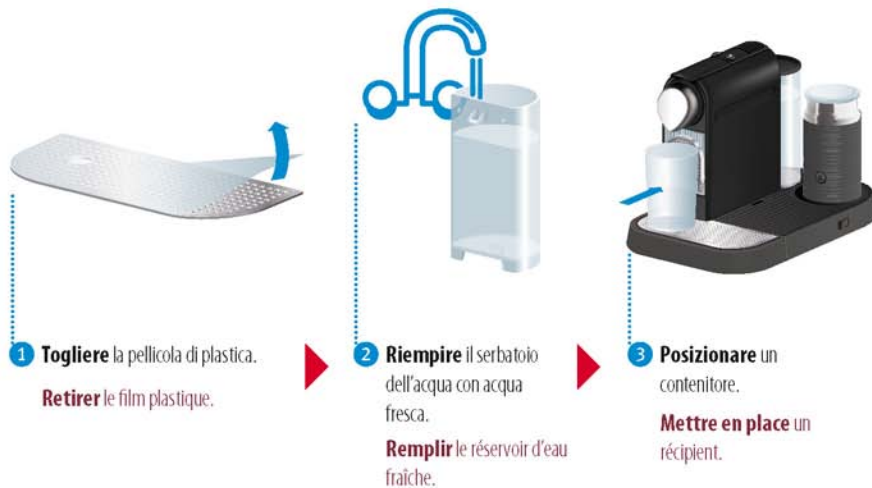 1 Togliere la pellicola di plastica.
Retirer le film plastique.
2 Riempire il serbatoio
dell'acqua con acqua
fresca.
Remplir le réservoir d'eau
fraîche.
3 Posizionare un
contenitore.
Mettre en place un
récipient.